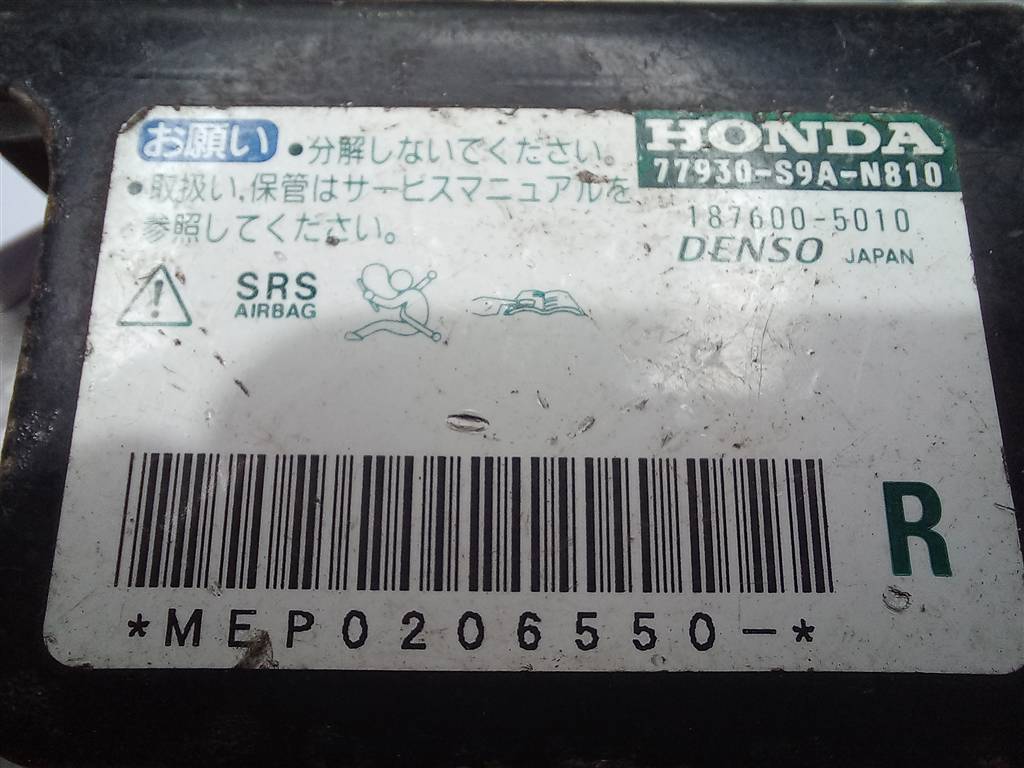 お願い ●分解しないでください。
●取扱い,保管はサービスマニュアルを
参照してください。
HONDA
77930-S9A-N810
187600-5010
DENSO JAPAN
SRS
AIRBAG
R
*MEP0206550-*